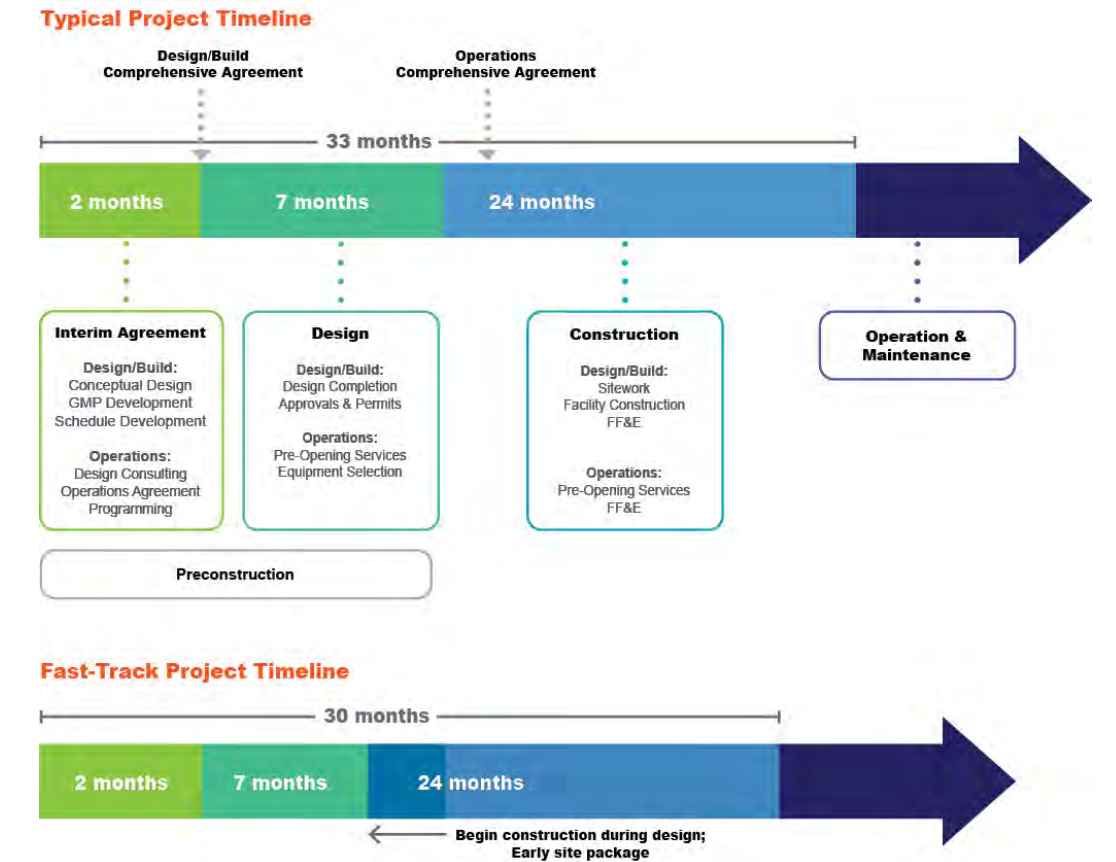 Typical Project Timeline
Design/Build
Comprehensive Agreement
Operations
Comprehensive Agreement
33 months
2 months
7 months
24 months
Interim Agreement
Design/Build:
Conceptual Design
GMP Development
Schedule Development
Operations:
Design Consulting
Operations Agreement
Programming
Design
Design/Build:
Design Completion
Approvals & Permits
Operations:
Pre-Opening Services
Equipment Selection
Construction
Design/Build:
Sitework
Facility Construction
FF&E
Operations:
Pre-Opening Services
FF&E
Operation &
Maintenance
Preconstruction
Fast-Track Project Timeline
30 months
2 months
7 months
24 months
Begin construction during design;
Early site package